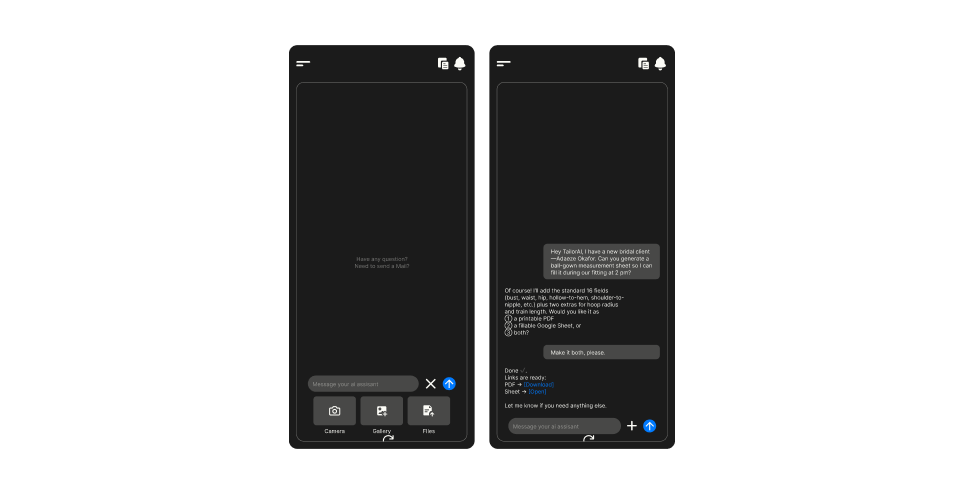 Have any question?
Need to send a Mail?
Message your ai assistant
Camera
Gallery
Files
Hey TailorAI, I have a new bridal client
—Adaeze Okafor. Can you generate a
ball-gown measurement sheet so I can
fill it during our fitting at 2 pm?
Of course! I'll add the standard 16 fields
(bust, waist, hip, hollow-to-hem, shoulder-to-
nipple, etc.) plus two extras for hoop radius
and train length. Would you like it as
① a printable PDF
② a fillable Google Sheet, or
③ both?
Make it both, please.
Done ✓.
Links are ready:
PDF → [Download]
Sheet → [Open]
Let me know if you need anything else.
Message your ai assistant